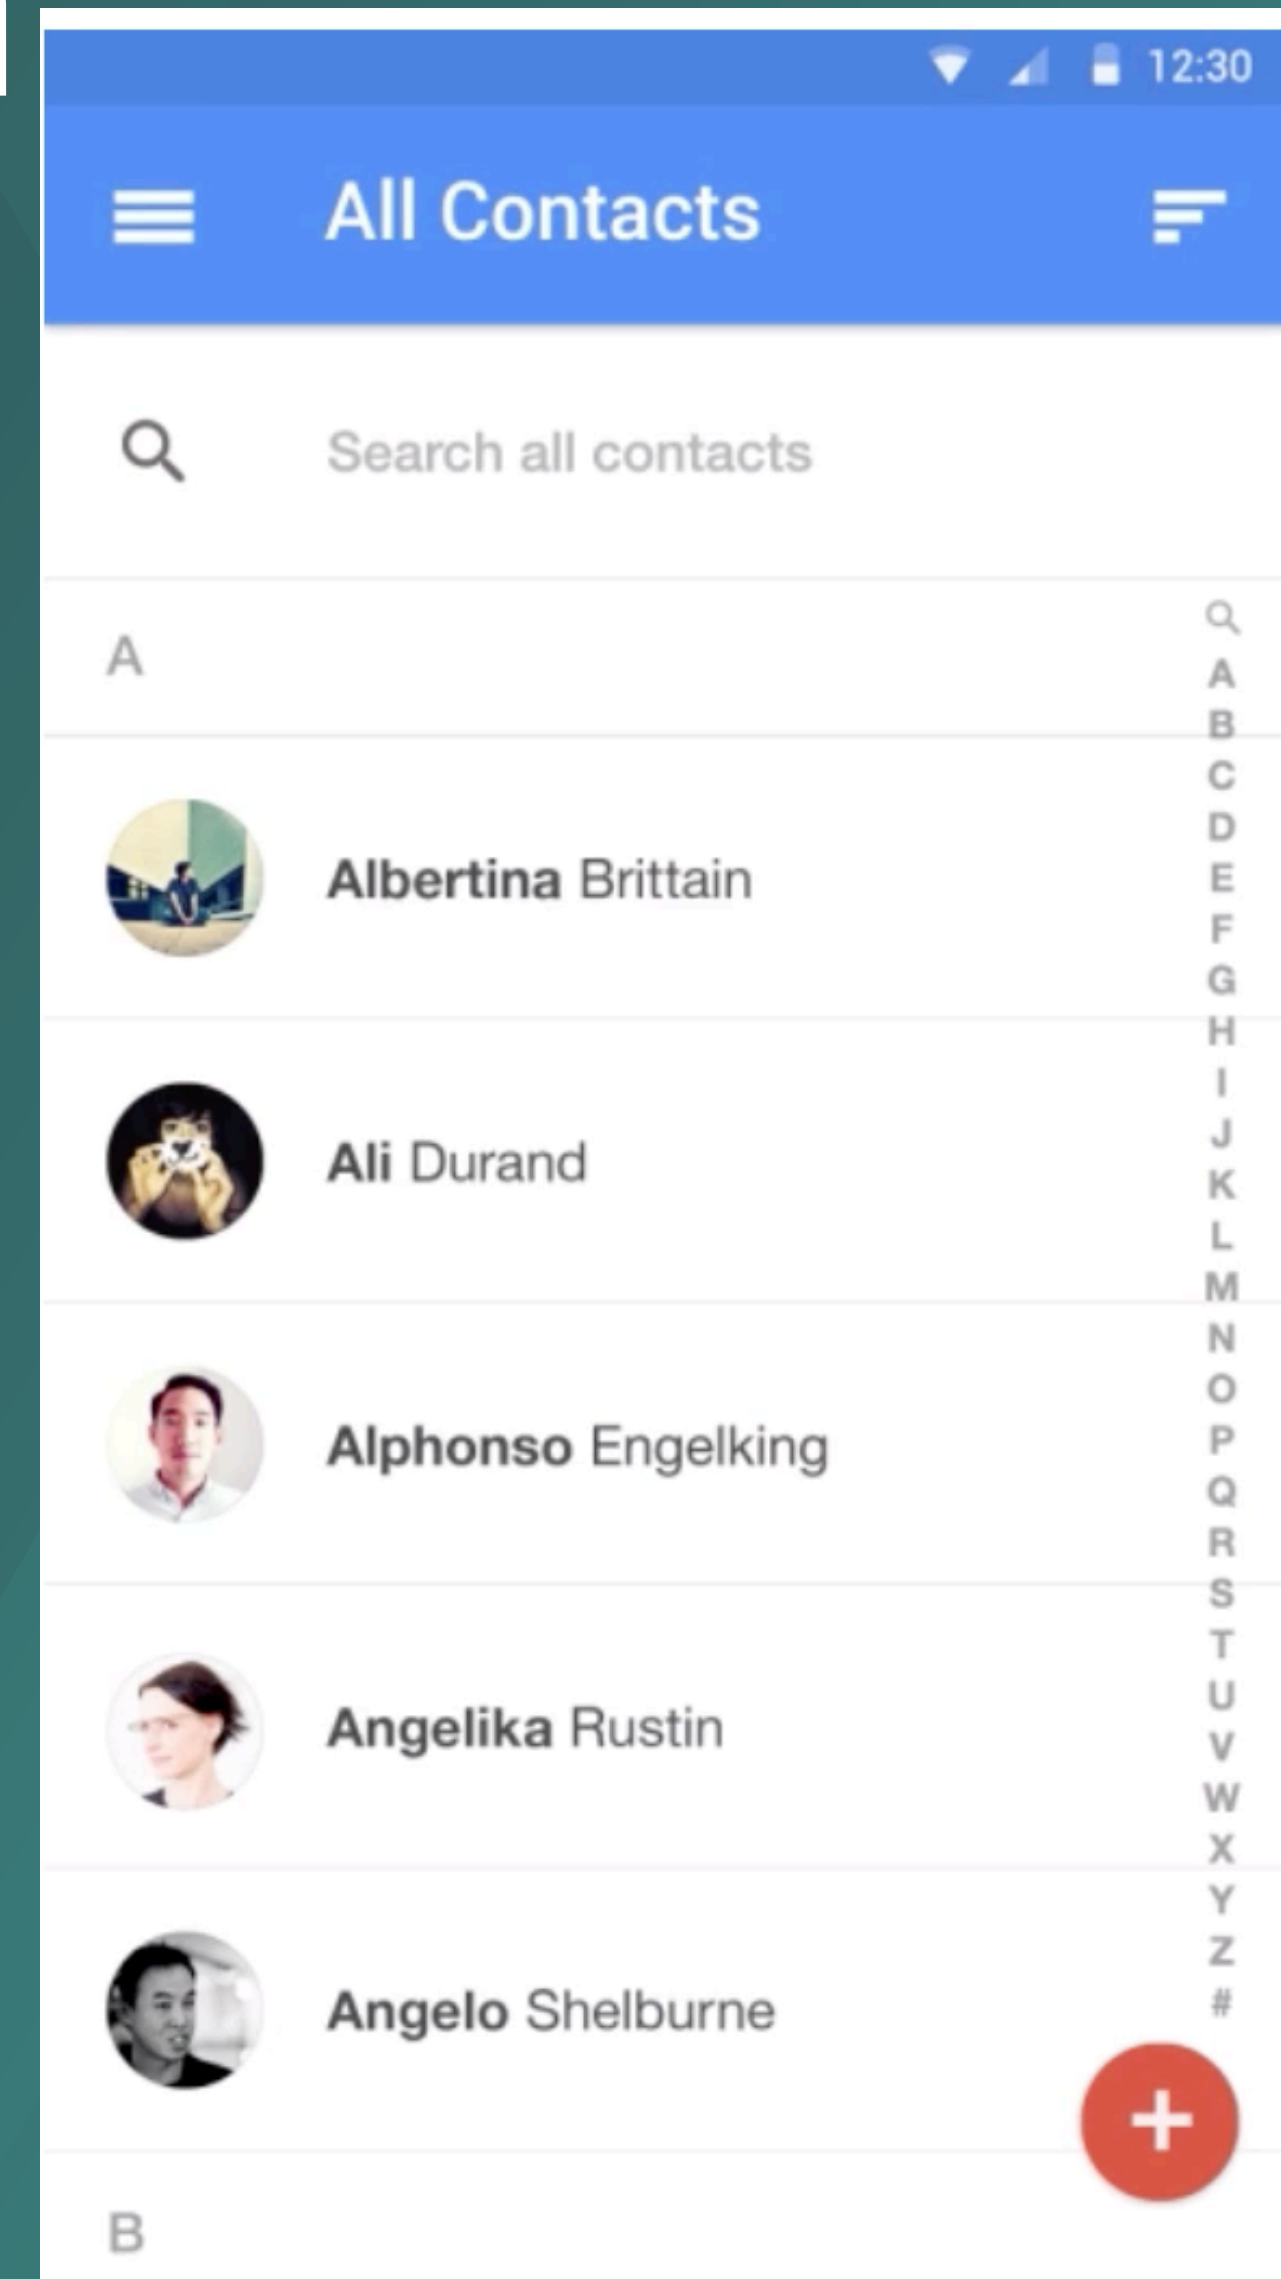 12:30
All Contacts
Search all contacts
A
Albertina Brittain
Ali Durand
Alphonso Engelking
Angelika Rustin
Angelo Shelburne
B
A
B
C
D
E
F
G
H
I
J
K
L
M
N
O
P
Q
R
S
T
U
V
W
X
Y
Z
#
+